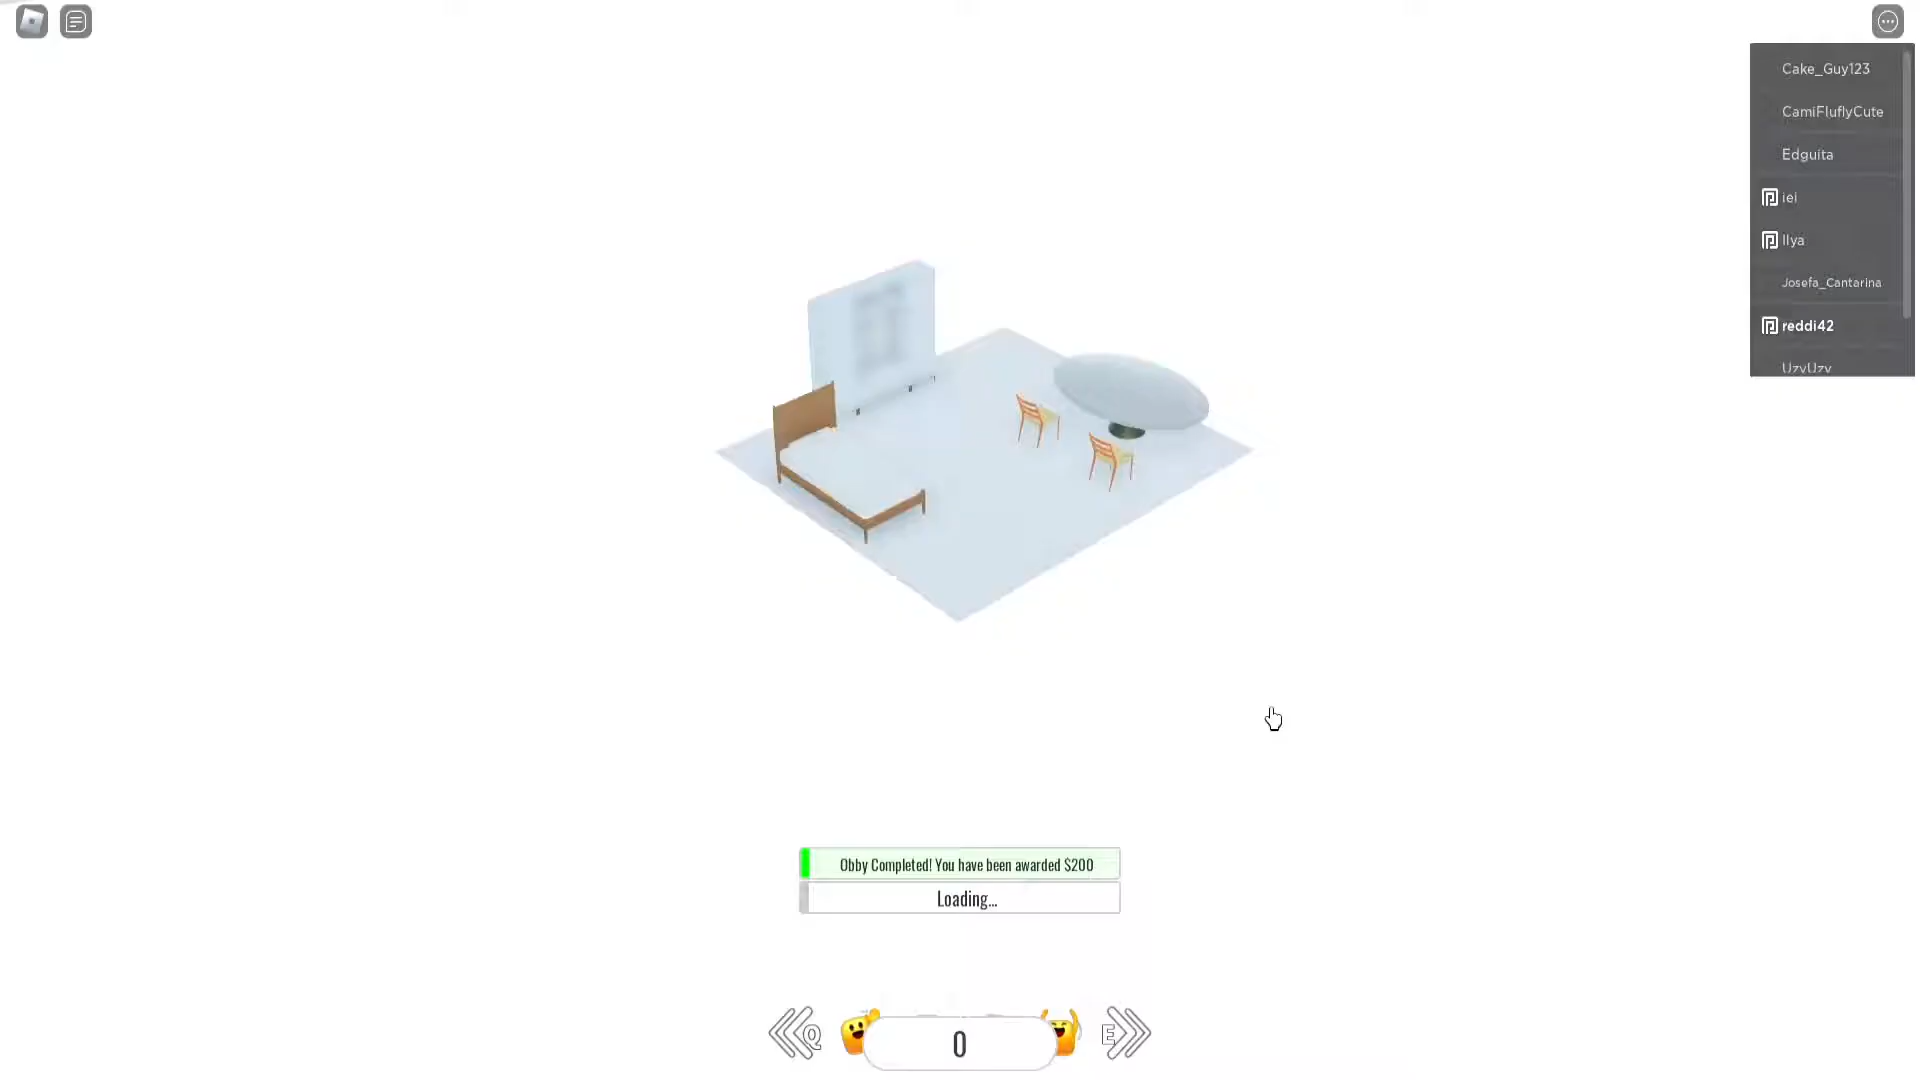 Cake_Guy123
CamiFluflyCute
Edguita
iei
Ilya
Josefa_Cantarina
reddi42
UzyUzy
Obby Completed! You have been awarded $200
Loading...
Q
0
E